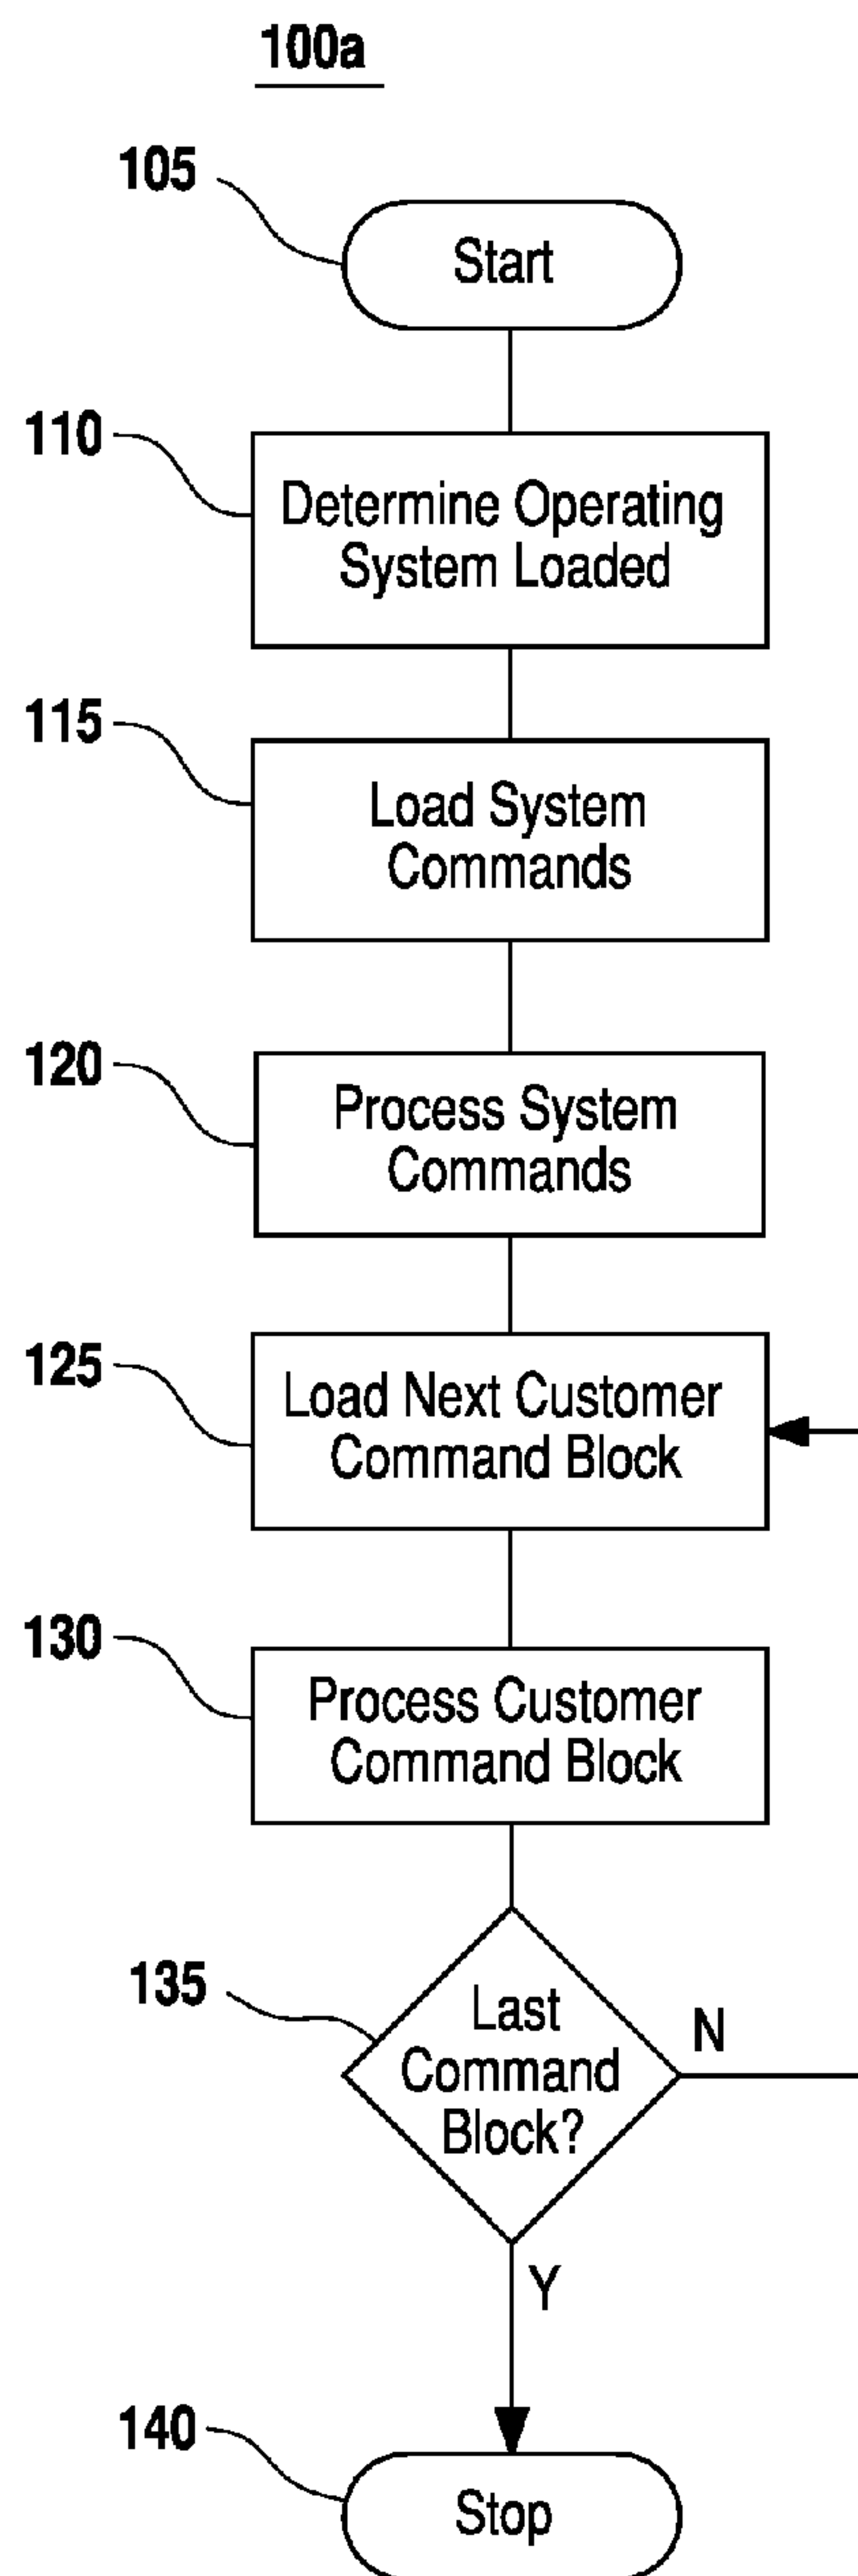 100a
105
Start
110
Determine Operating
System Loaded
115
Load System
Commands
120
Process System
Commands
125
Load Next Customer
Command Block
130
Process Customer
Command Block
135
Last
Command
Block?
N
Y
140
Stop